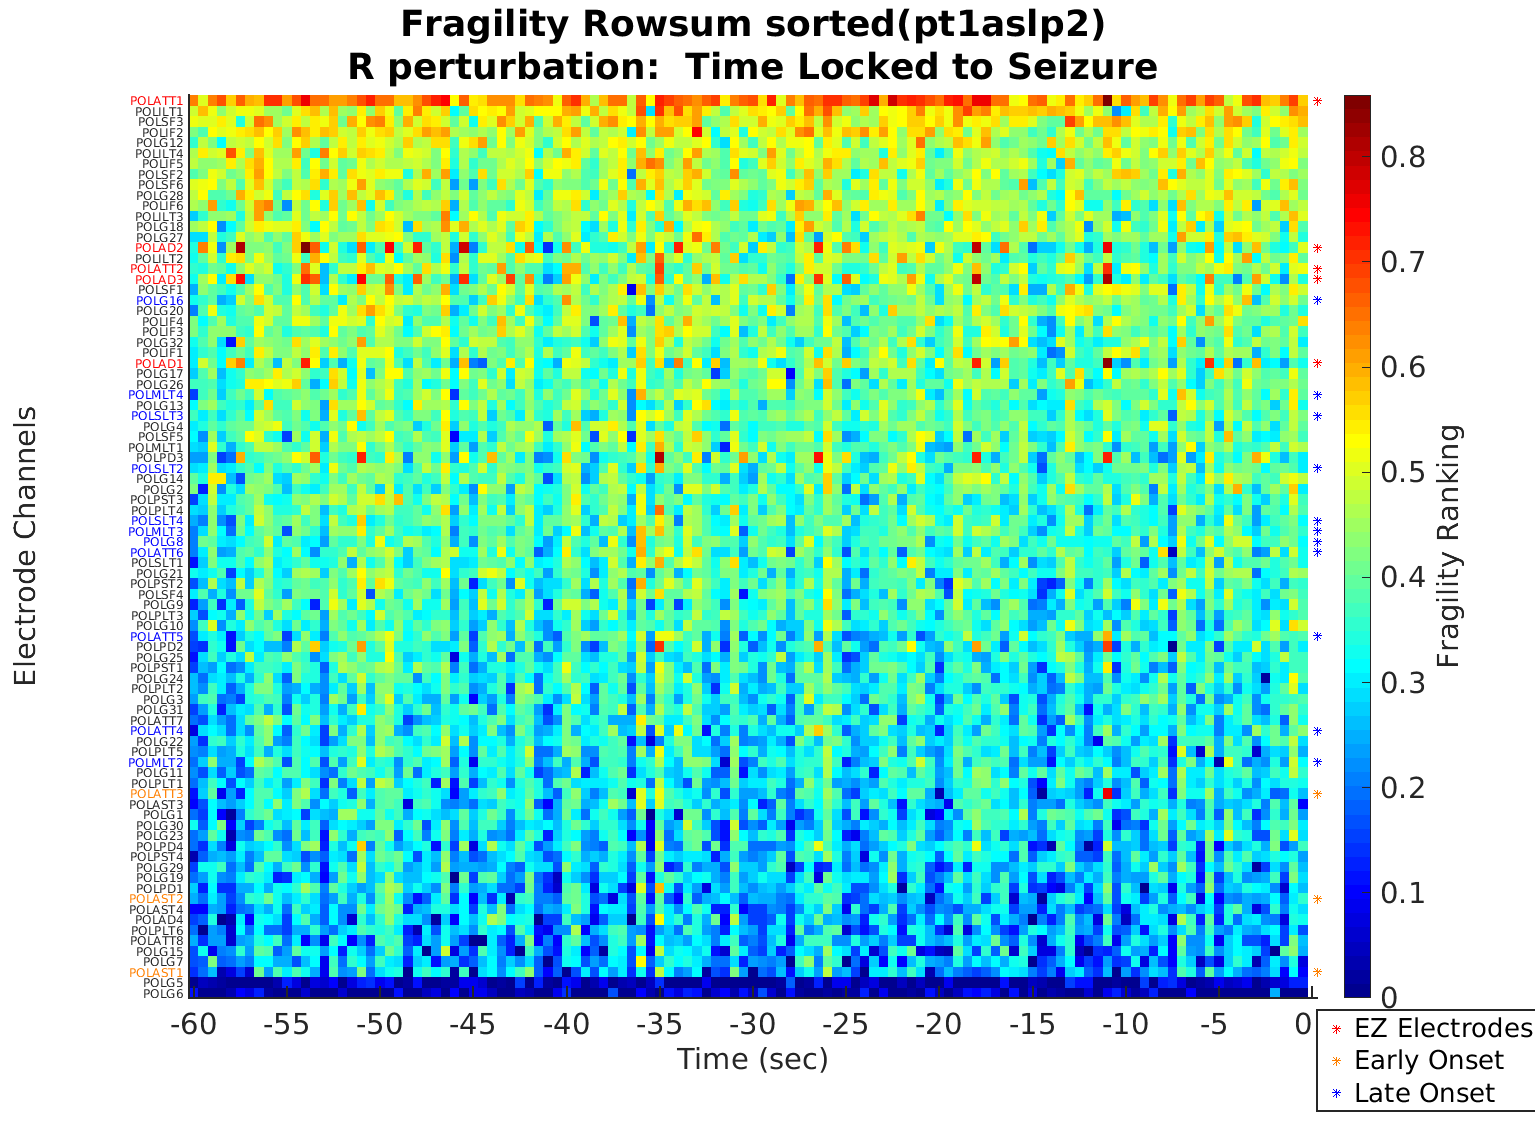 Fragility Rowsum sorted(pt1aslp2)
R perturbation:  Time Locked to Seizure
Electrode Channels
POLATT1
POLILT1
POLSF3
POLIF2
POLG12
POLILT4
POLIF5
POLSF2
POLSF6
POLG28
POLIF6
POLILT3
POLG18
POLG27
POLAD2
POLILT2
POLATT2
POLAD3
POLSF1
POLG16
POLG20
POLIF4
POLIF3
POLG32
POLIF1
POLAD1
POLG17
POLG26
POLMLT4
POLG13
POLSLT3
POLG4
POLSF5
POLMLT1
POLPD3
POLSLT2
POLG14
POLG2
POLPST3
POLPLT4
POLSLT4
POLMLT3
POLG8
POLATT6
POLSLT1
POLG21
POLPST2
POLSF4
POLG9
POLPLT3
POLG10
POLATT5
POLPD2
POLG25
POLPST1
POLG24
POLPLT2
POLG3
POLG31
POLATT7
POLATT4
POLG22
POLPLT5
POLMLT2
POLG11
POLPLT1
POLATT3
POLAST3
POLG1
POLG30
POLG23
POLPD4
POLPST4
POLG29
POLG19
POLPD1
POLAST2
POLAST4
POLAD4
POLPLT6
POLATT8
POLG15
POLG7
POLAST1
POLG5
POLG6
-60 -55 -50 -45 -40 -35 -30 -25 -20 -15 -10 -5 0
Time (sec)
0.8
0.7
0.6
0.5
0.4
0.3
0.2
0.1
0
Fragility Ranking
EZ Electrodes
Early Onset
Late Onset